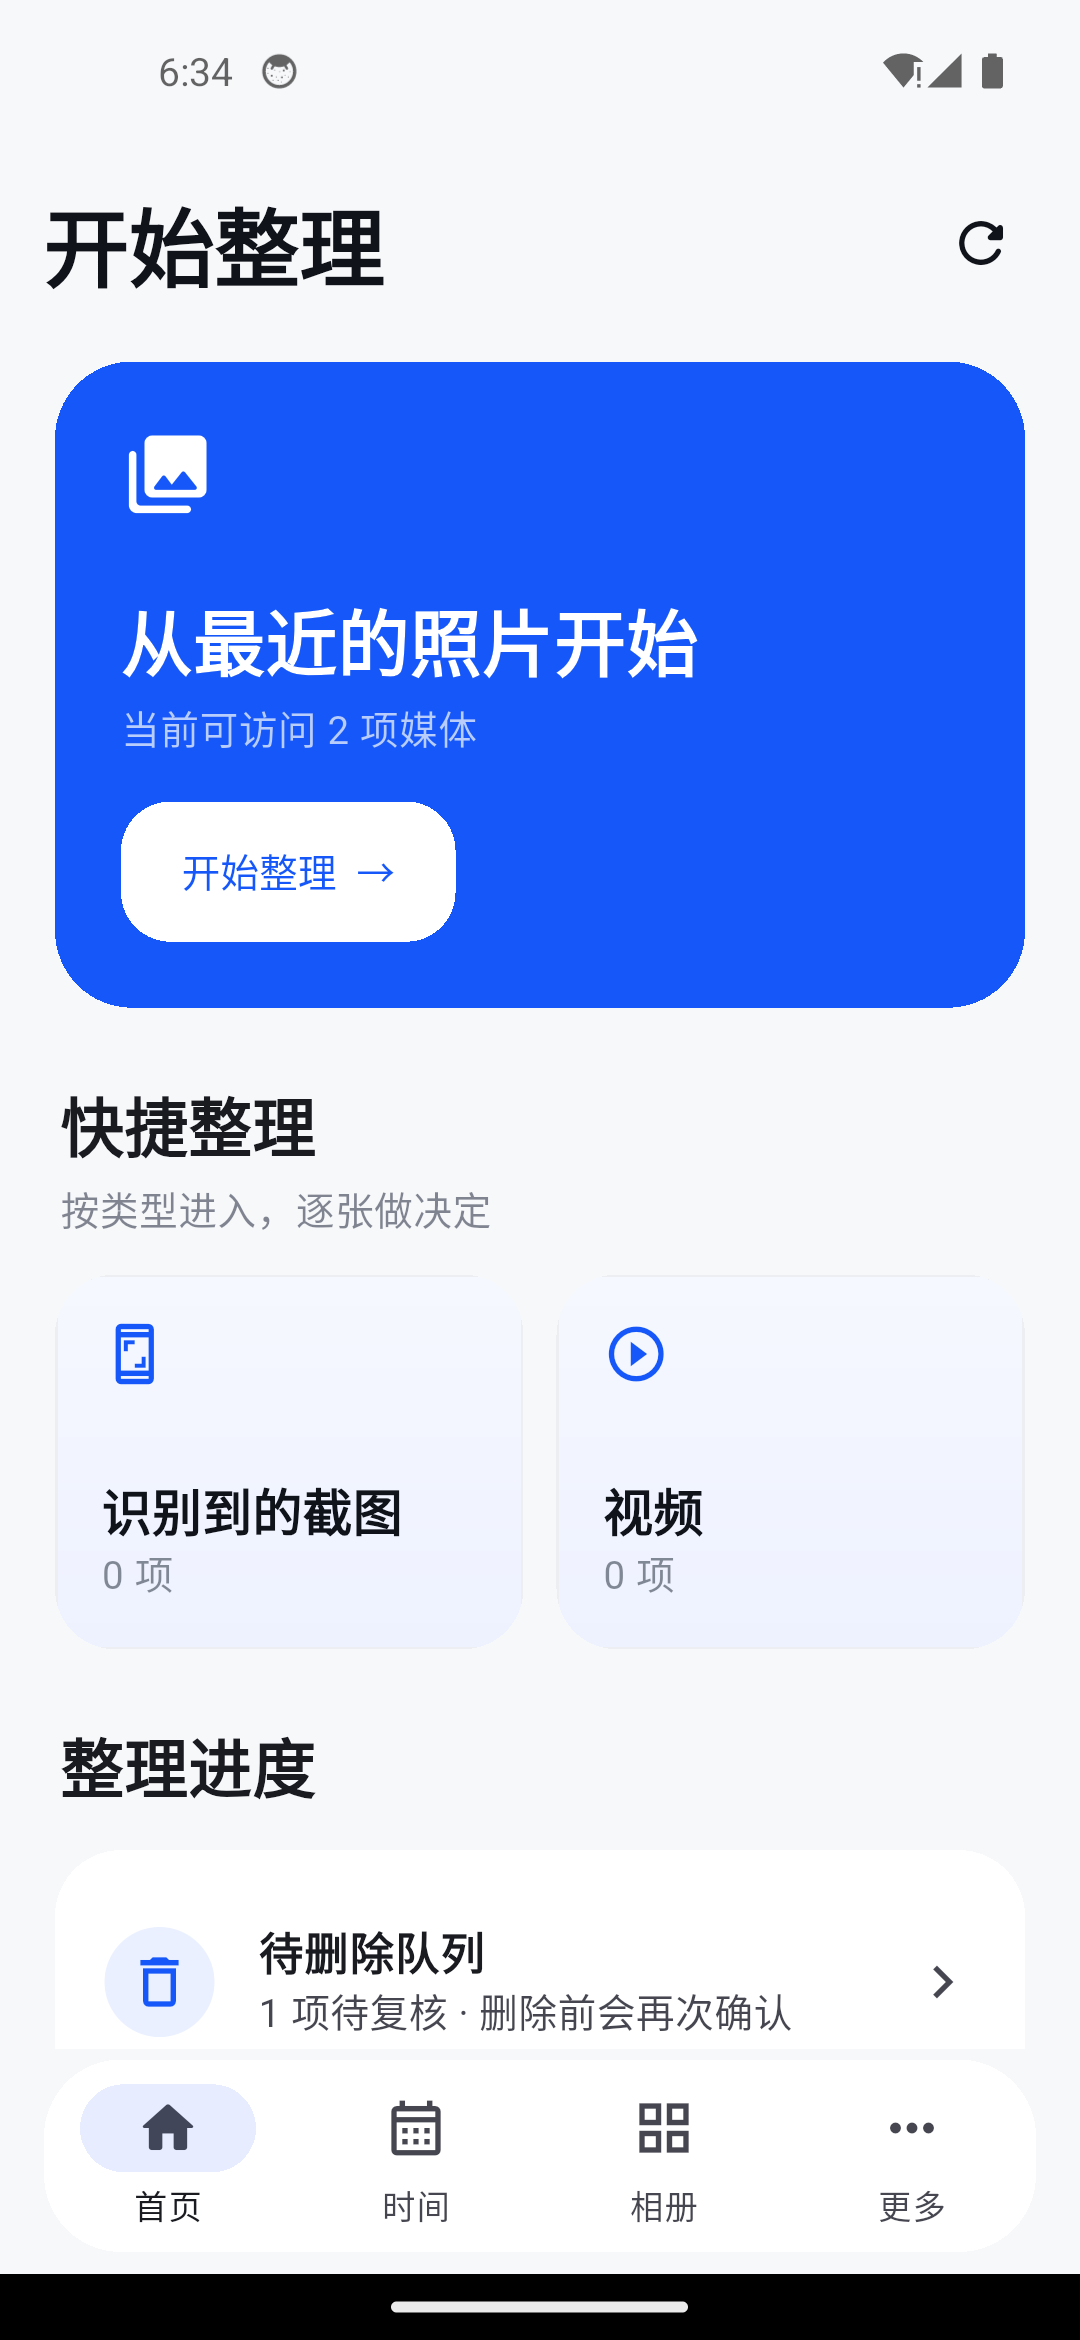 6:34
开始整理
从最近的照片开始
当前可访问 2 项媒体
开始整理 →
快捷整理
按类型进入，逐张做决定
识别到的截图
0 项
视频
0 项
整理进度
待删除队列
1 项待复核 · 删除前会再次确认
首页
时间
相册
更多